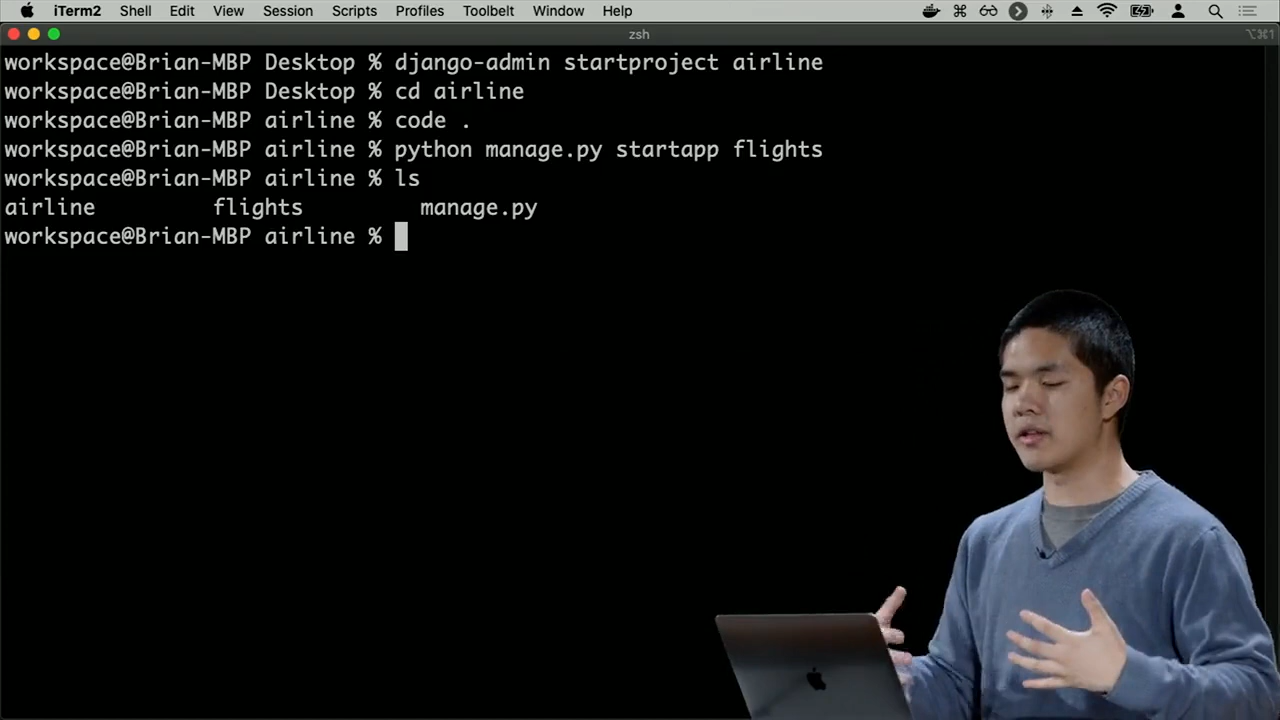 iTerm2 Shell Edit View Session Scripts Profiles Toolbelt Window Help
zsh
⌥⌘1
workspace@Brian-MBP Desktop % django-admin startproject airline
workspace@Brian-MBP Desktop % cd airline
workspace@Brian-MBP airline % code .
workspace@Brian-MBP airline % python manage.py startapp flights
workspace@Brian-MBP airline % ls
airline flights manage.py
workspace@Brian-MBP airline %